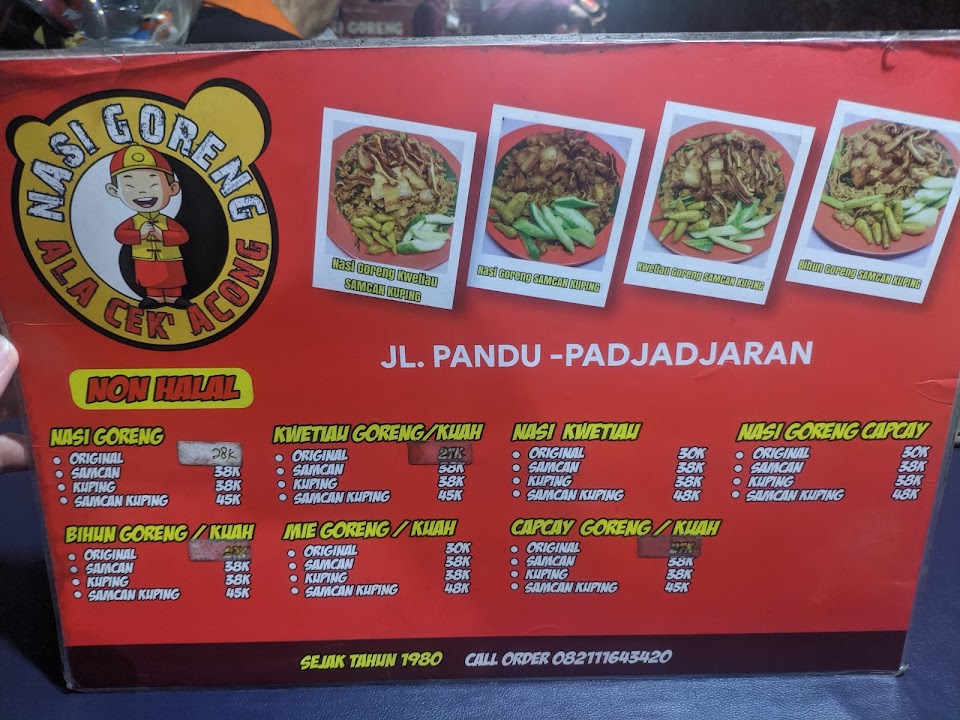 NASI GORENG
ALA CEK' ACONG
Nasi Goreng Kwetiau
SAMCAN KUPING
Nasi Goreng SAMCAN KUPING
Kwetiau Goreng SAMCAN KUPING
Bihun Goreng SAMCAN KUPING
JL. PANDU -PADJADJARAN
NON HALAL
NASI GORENG
• ORIGINAL 28K
• SAMCAN 38K
• KUPING 38K
• SAMCAN KUPING 45K
KWETIAU GORENG/KUAH
• ORIGINAL 27K
• SAMCAN 38K
• KUPING 38K
• SAMCAN KUPING 45K
NASI KWETIAU
• ORIGINAL 30K
• SAMCAN 38K
• KUPING 38K
• SAMCAN KUPING 48K
NASI GORENG CAPCAY
• ORIGINAL 30K
• SAMCAN 38K
• KUPING 38K
• SAMCAN KUPING 48K
BIHUN GORENG / KUAH
• ORIGINAL
• SAMCAN 38K
• KUPING 38K
• SAMCAN KUPING 45K
MIE GORENG / KUAH
• ORIGINAL 30K
• SAMCAN 38K
• KUPING 38K
• SAMCAN KUPING 48K
CAPCAY GORENG / KUAH
• ORIGINAL 27K
• SAMCAN 38K
• KUPING 38K
• SAMCAN KUPING 45K
SEJAK TAHUN 1980 CALL ORDER 082111643420